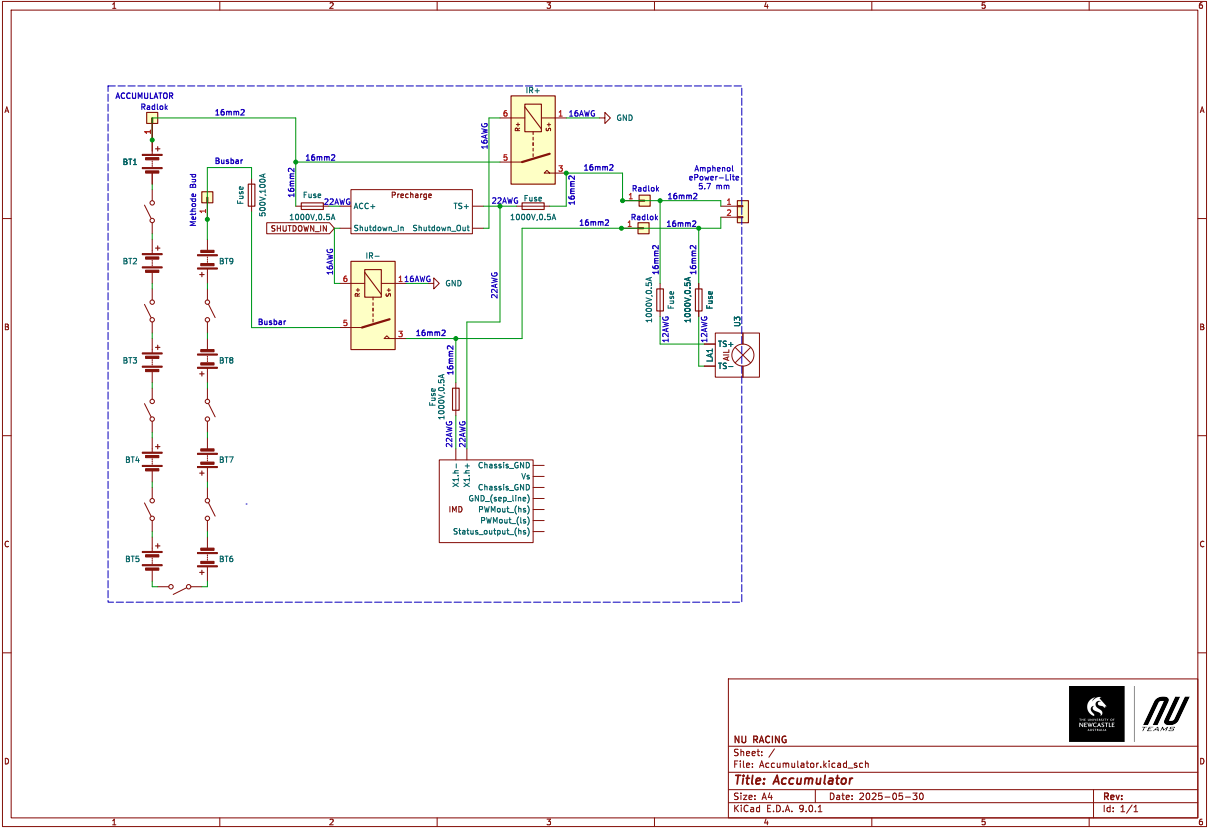 1 2 3 4 5 6
A
B
C
D
A
B
C
D
ACCUMULATOR
Radlok
1
16mm2
BT1
+
BT2
+
BT3
+
BT4
+
BT5
+
Busbar
Methode Bud
1
Fuse
500V,100A
BT9
+
BT8
+
BT7
+
BT6
+
16mm2
16mm2
Fuse
22AWG
1000V,0.5A
Precharge
ACC+
TS+
Shutdown_In
Shutdown_Out
SHUTDOWN_IN
16AWG
IR+
6
1
R+
S+
5
3
16AWG
16AWG
GND
16mm2
16mm2
22AWG
Fuse
1000V,0.5A
16mm2
IR-
6
1
R+
S+
5
3
16AWG
GND
Busbar
16mm2
22AWG
16mm2
Fuse
1000V,0.5A
22AWG
22AWG
X1.h-
X1.h+
IMD
Chassis_GND
Vs
Chassis_GND
GND_(sep_line)
PWMout_(hs)
PWMout_(ls)
Status_output_(hs)
Radlok
1
16mm2
Radlok
1
16mm2
Amphenol
ePower-Lite
5.7 mm
1
2
16mm2
16mm2
1000V,0.5A
Fuse
1000V,0.5A
Fuse
12AWG
12AWG
U3
TS+
LA1
AIL
TS-
THE UNIVERSITY OF
NEWCASTLE
AUSTRALIA
NU
TEAMS
NU RACING
Sheet: /
File: Accumulator.kicad_sch
Title: Accumulator
Size: A4
Date: 2025-05-30
Rev:
KiCad E.D.A. 9.0.1
Id: 1/1
1 2 3 4 5 6